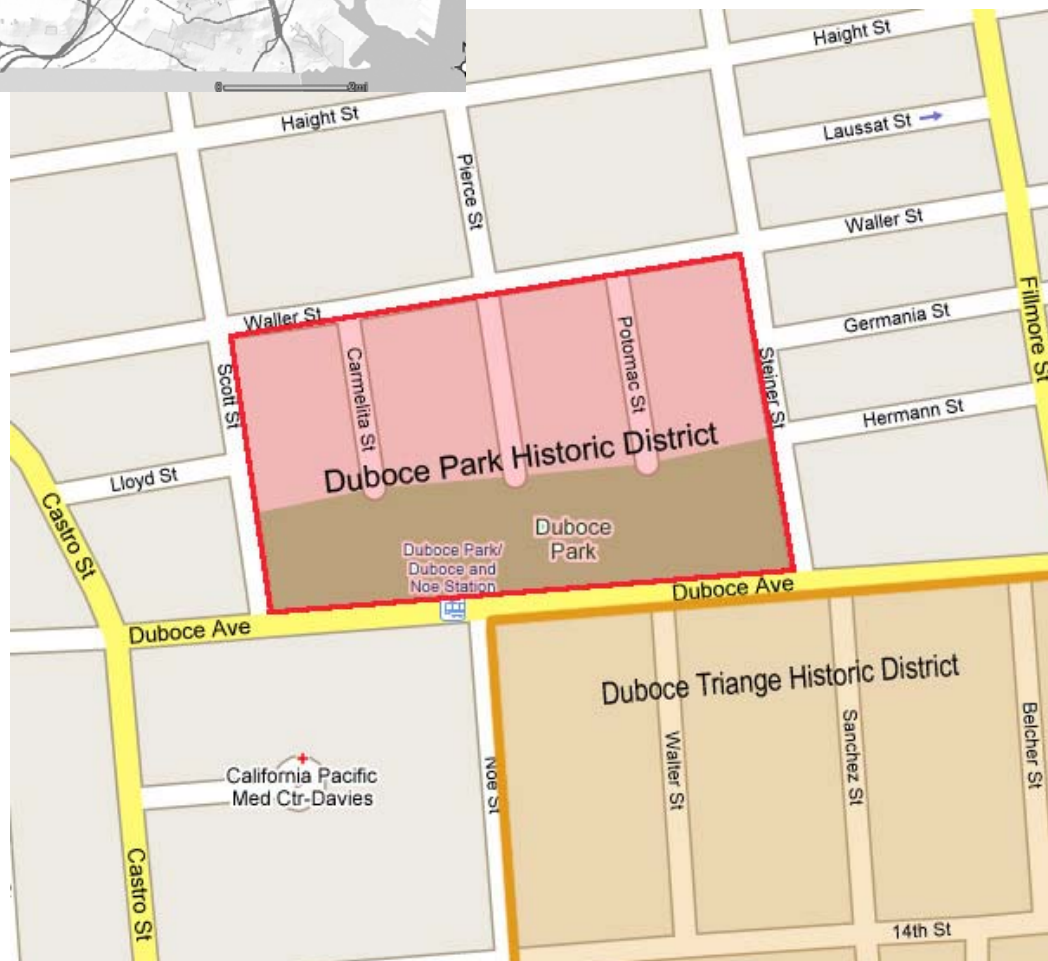 0 2mi
Haight St
Haight St
Laussat St
Pierce St
Waller St
Waller St
Germania St
Fillmore St
Carmelita St
Potomac St
Steiner St
Scott St
Hermann St
Duboce Park Historic District
Lloyd St
Castro St
Duboce
Park
Duboce Park/
Duboce and
Noe Station
Duboce Ave
Duboce Ave
Duboce Triange Historic District
Walter St
Sanchez St
Belcher St
Noe St
California Pacific
Med Ctr-Davies
Castro St
14th St